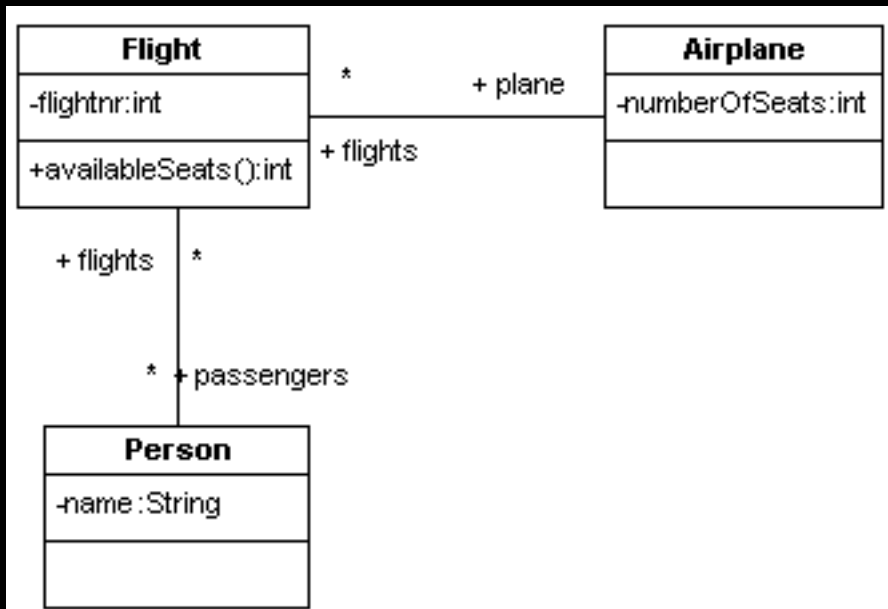 Flight
-flightnr:int
+availableSeats():int
*
+ plane
+ flights
Airplane
-numberOfSeats:int
+ flights
*
*
+ passengers
Person
-name:String